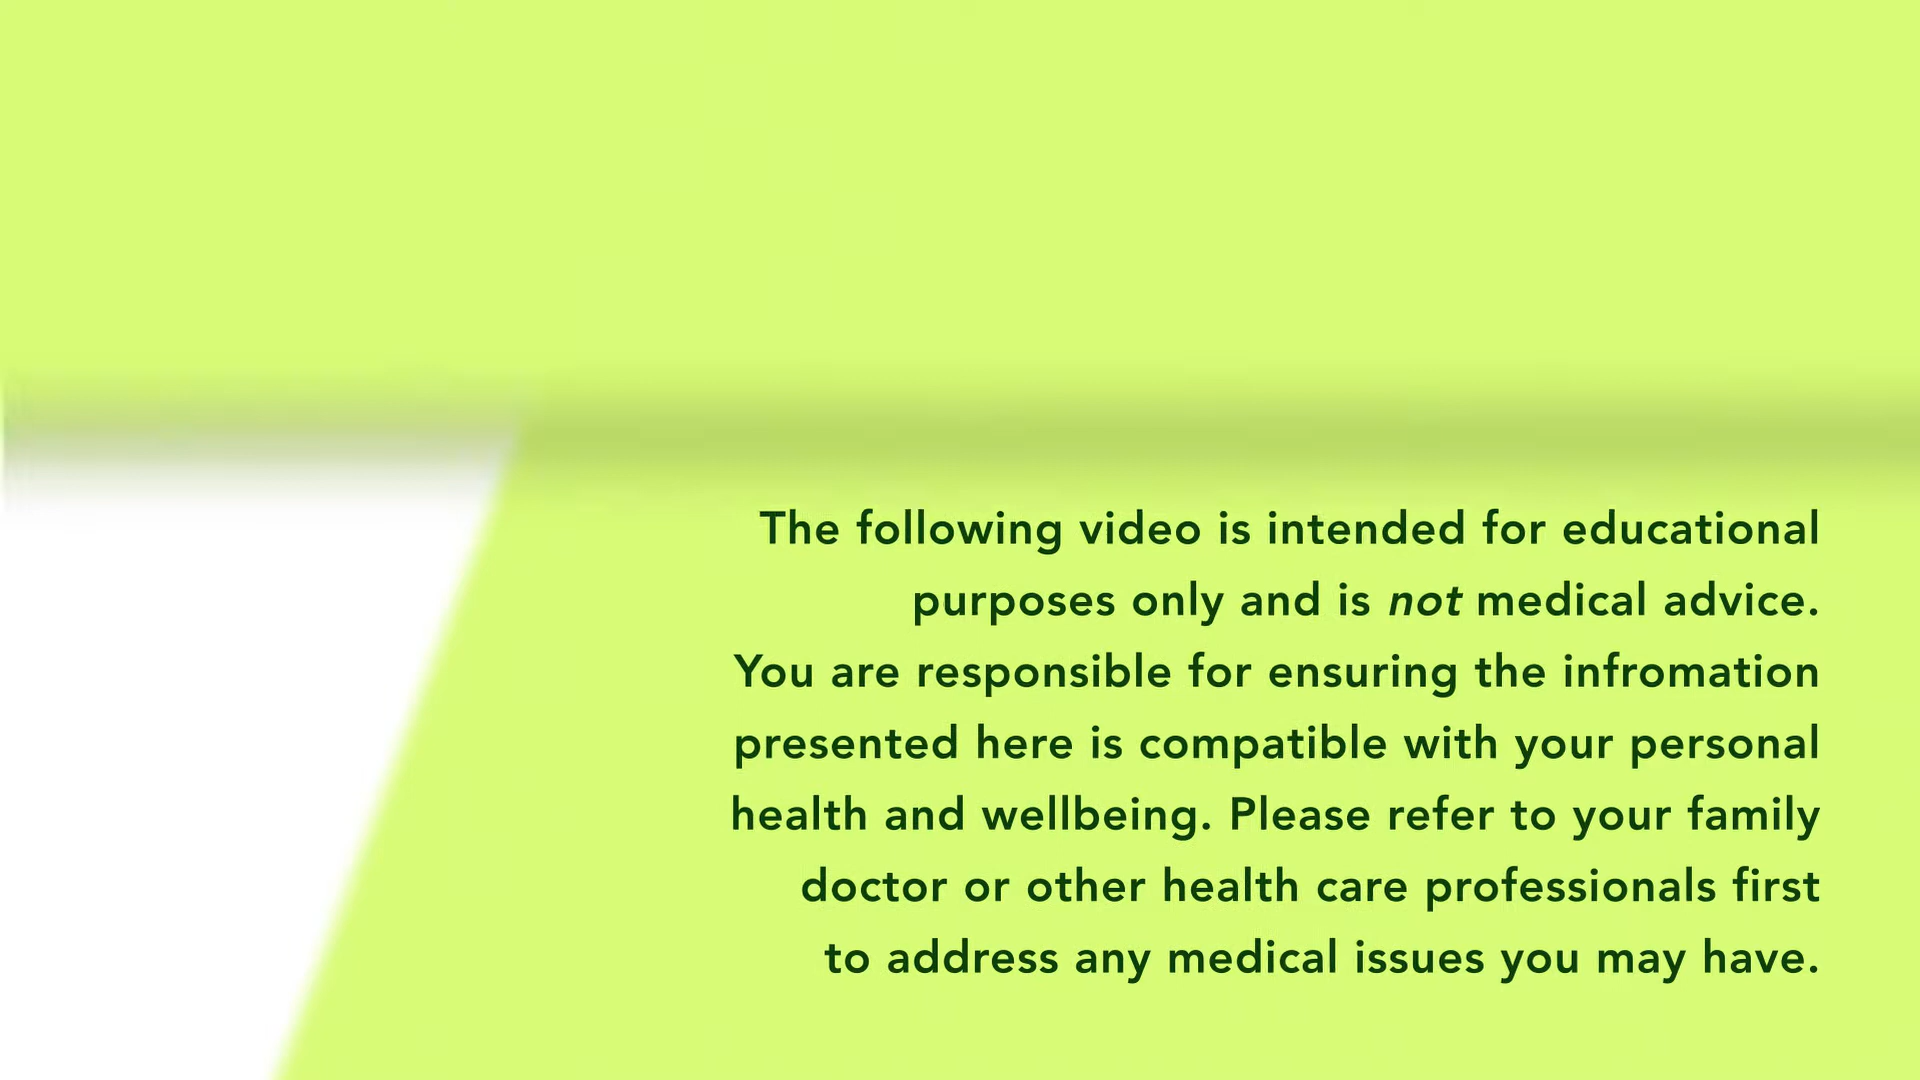 The following video is intended for educational
purposes only and is not medical advice.
You are responsible for ensuring the infromation
presented here is compatible with your personal
health and wellbeing. Please refer to your family
doctor or other health care professionals first
to address any medical issues you may have.